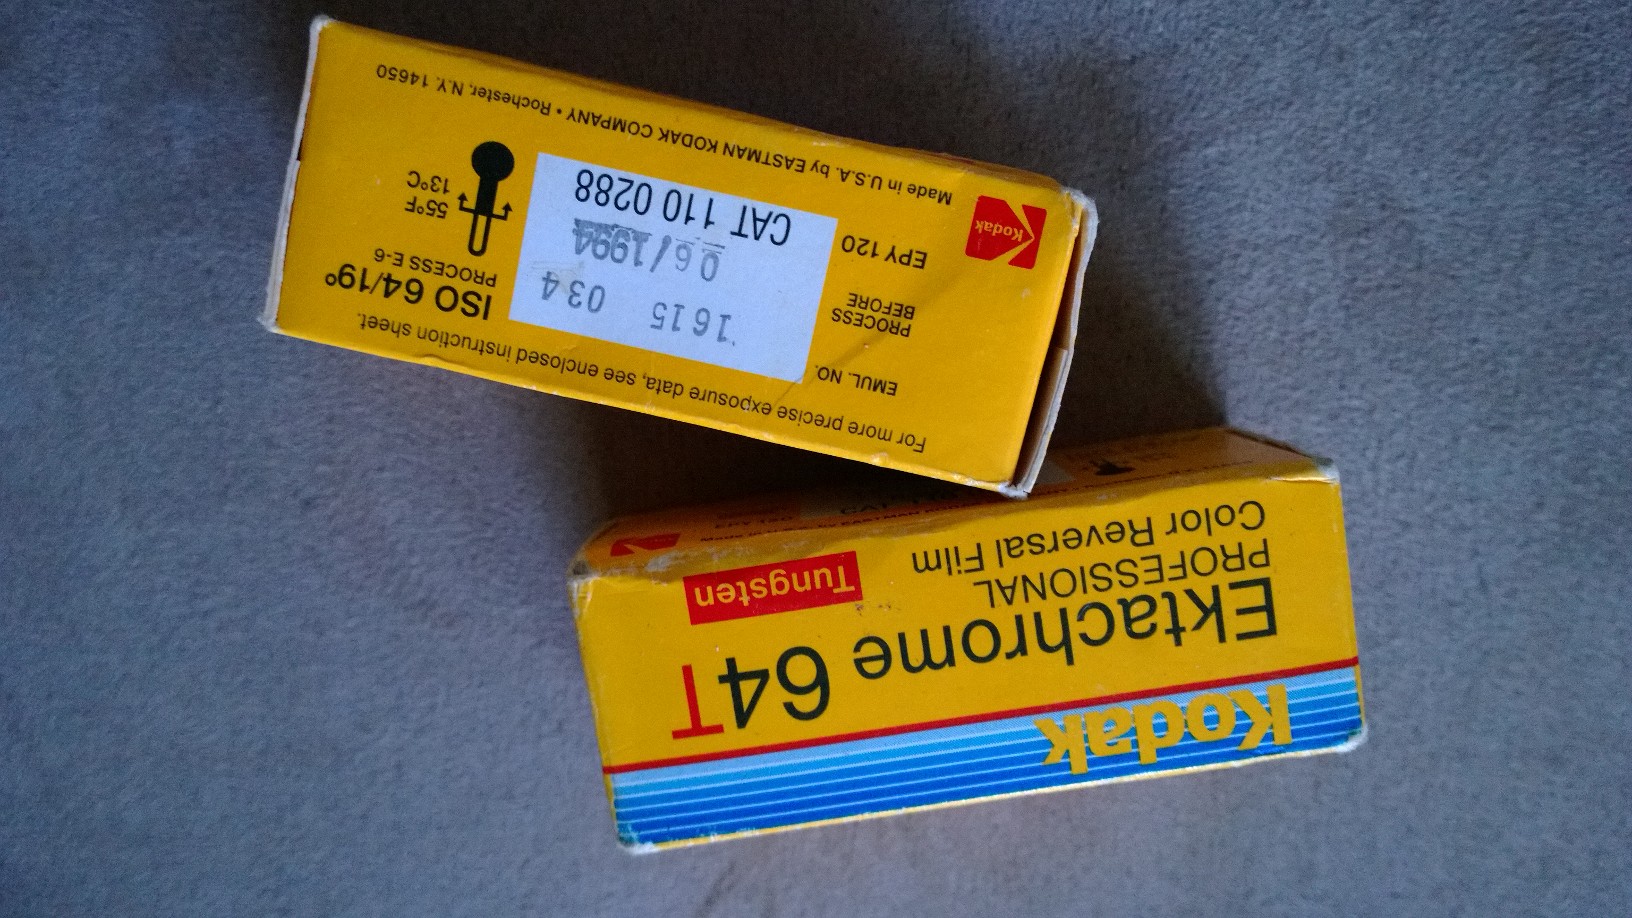 For more precise exposure data, see enclosed instruction sheet.
EMUL. NO.
1615 034
ISO 64/19°
PROCESS E-6
PROCESS
BEFORE
06/1994
55°F
13°C
EPY 120
CAT 110 0288
Kodak
Made in U.S.A. by EASTMAN KODAK COMPANY • Rochester, N.Y. 14650
Kodak
Ektachrome 64T
PROFESSIONAL
Color Reversal Film
Tungsten